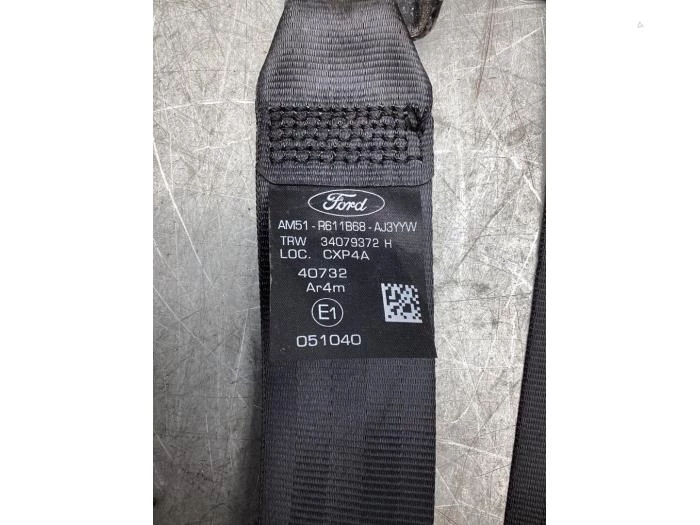 Ford
AM51-R611B68-AJ3YYW
TRW 34079372 H
LOC. CXP4A
40732
Ar4m
E1
051040